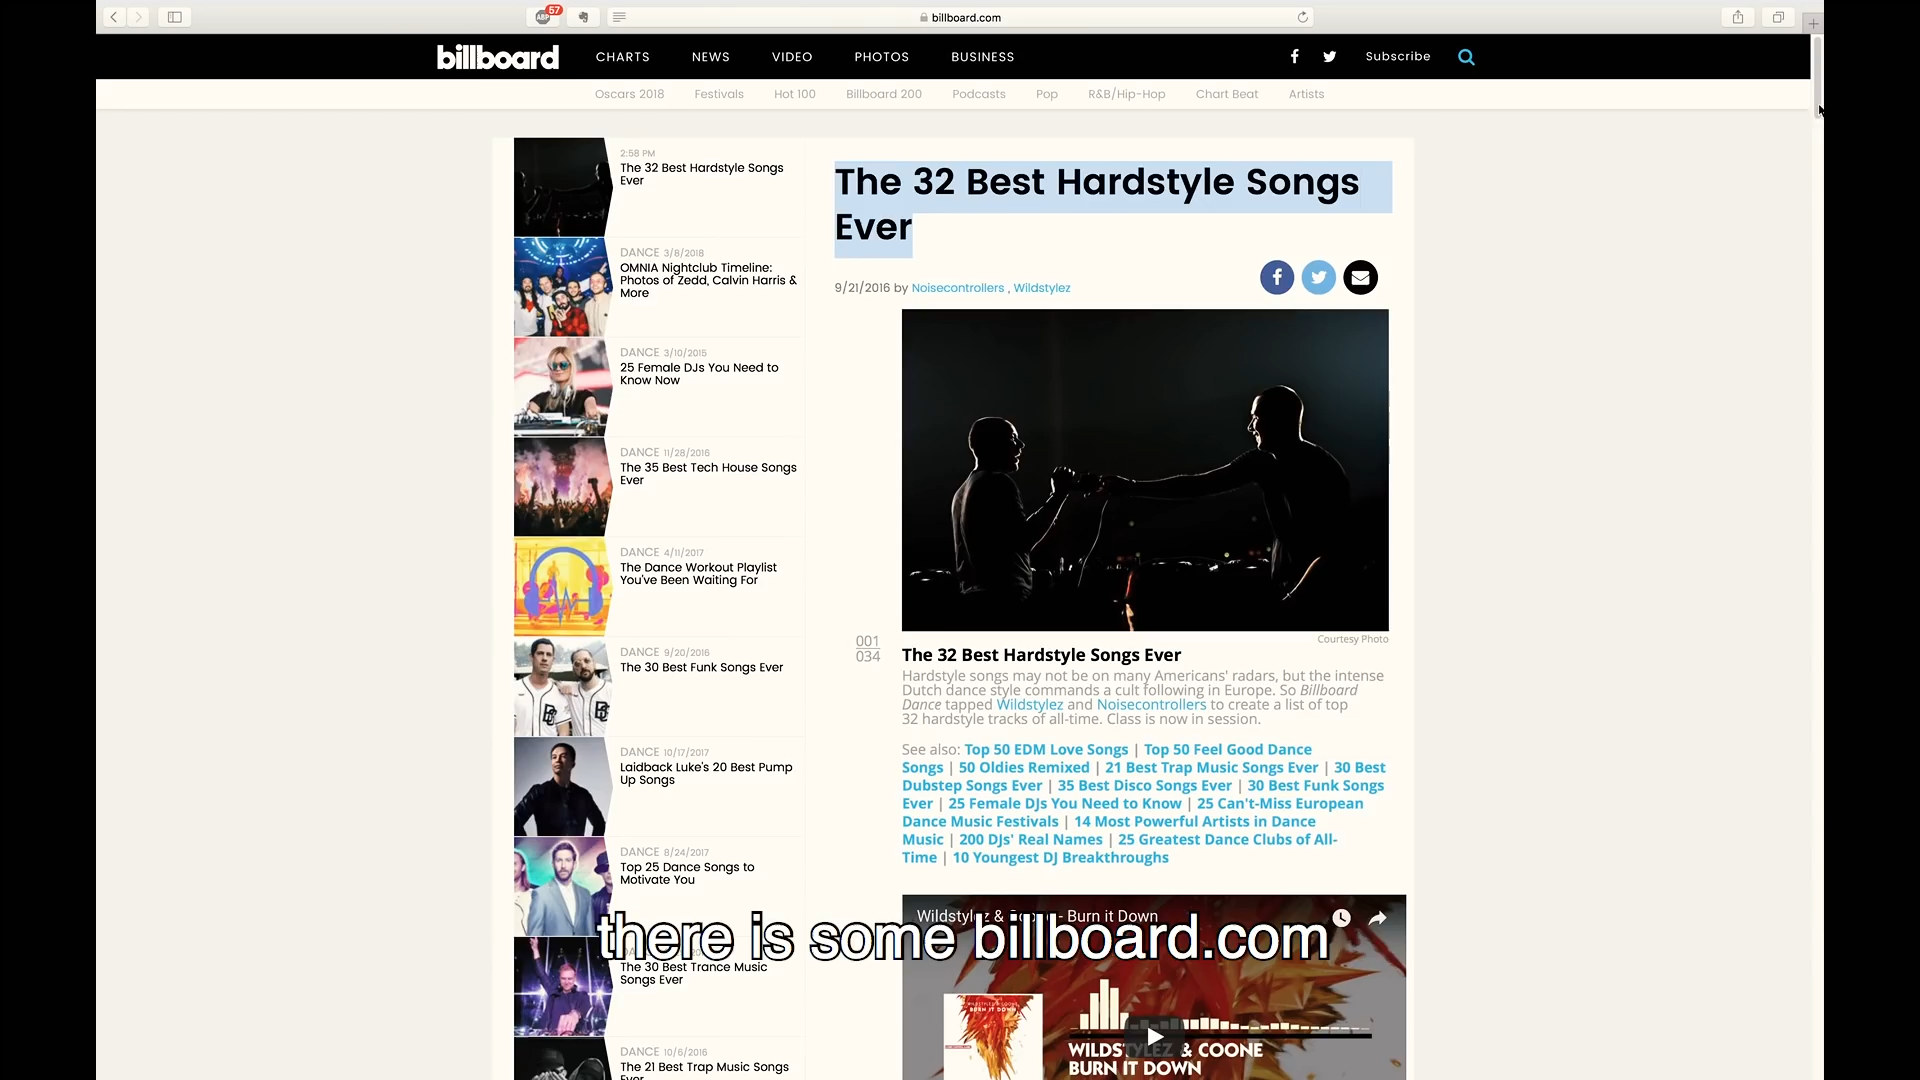 57
ABP
billboard.com
billboard
CHARTS
NEWS
VIDEO
PHOTOS
BUSINESS
Subscribe
Oscars 2018
Festivals
Hot 100
Billboard 200
Podcasts
Pop
R&B/Hip-Hop
Chart Beat
Artists
2:58 PM
The 32 Best Hardstyle Songs
Ever
DANCE 3/8/2018
OMNIA Nightclub Timeline:
Photos of Zedd, Calvin Harris &
More
DANCE 3/10/2015
25 Female DJs You Need to
Know Now
DANCE 11/28/2016
The 35 Best Tech House Songs
Ever
DANCE 4/11/2017
The Dance Workout Playlist
You've Been Waiting For
DANCE 9/20/2016
The 30 Best Funk Songs Ever
DANCE 10/17/2017
Laidback Luke's 20 Best Pump
Up Songs
DANCE 8/24/2017
Top 25 Dance Songs to
Motivate You
The 30 Best Trance Music
Songs Ever
DANCE 10/6/2016
The 21 Best Trap Music Songs
Ever
The 32 Best Hardstyle Songs
Ever
9/21/2016 by Noisecontrollers , Wildstylez
Courtesy Photo
001
034
The 32 Best Hardstyle Songs Ever
Hardstyle songs may not be on many Americans' radars, but the intense
Dutch dance style commands a cult following in Europe. So Billboard
Dance tapped Wildstylez and Noisecontrollers to create a list of top
32 hardstyle tracks of all-time. Class is now in session.
See also: Top 50 EDM Love Songs | Top 50 Feel Good Dance
Songs | 50 Oldies Remixed | 21 Best Trap Music Songs Ever | 30 Best
Dubstep Songs Ever | 35 Best Disco Songs Ever | 30 Best Funk Songs
Ever | 25 Female DJs You Need to Know | 25 Can't-Miss European
Dance Music Festivals | 14 Most Powerful Artists in Dance
Music | 200 DJs' Real Names | 25 Greatest Dance Clubs of All-
Time | 10 Youngest DJ Breakthroughs
Wildstylez & Coone - Burn it Down
there is some billboard.com
WILDSTYLEZ & COONE
BURN IT DOWN
WILDSTYLEZ & COONE
BURN IT DOWN